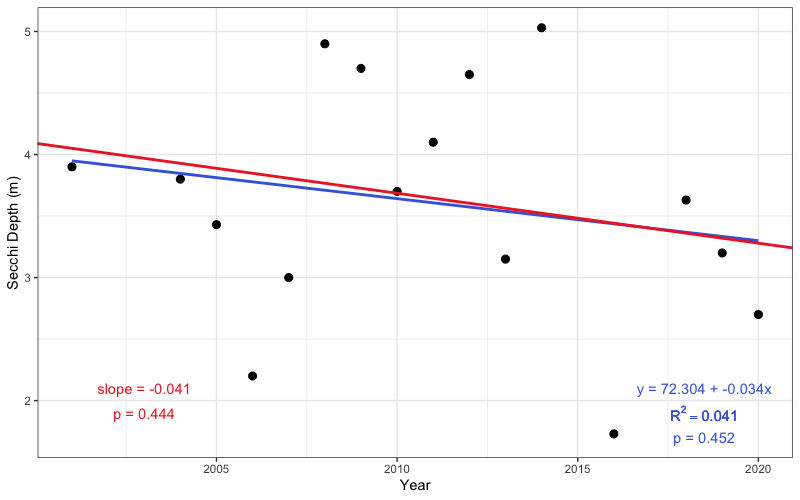 5
4
3
2
Secchi Depth (m)
slope = -0.041
p = 0.444
y = 72.304 + -0.034x
R² = 0.041
p = 0.452
2005 2010 2015 2020
Year